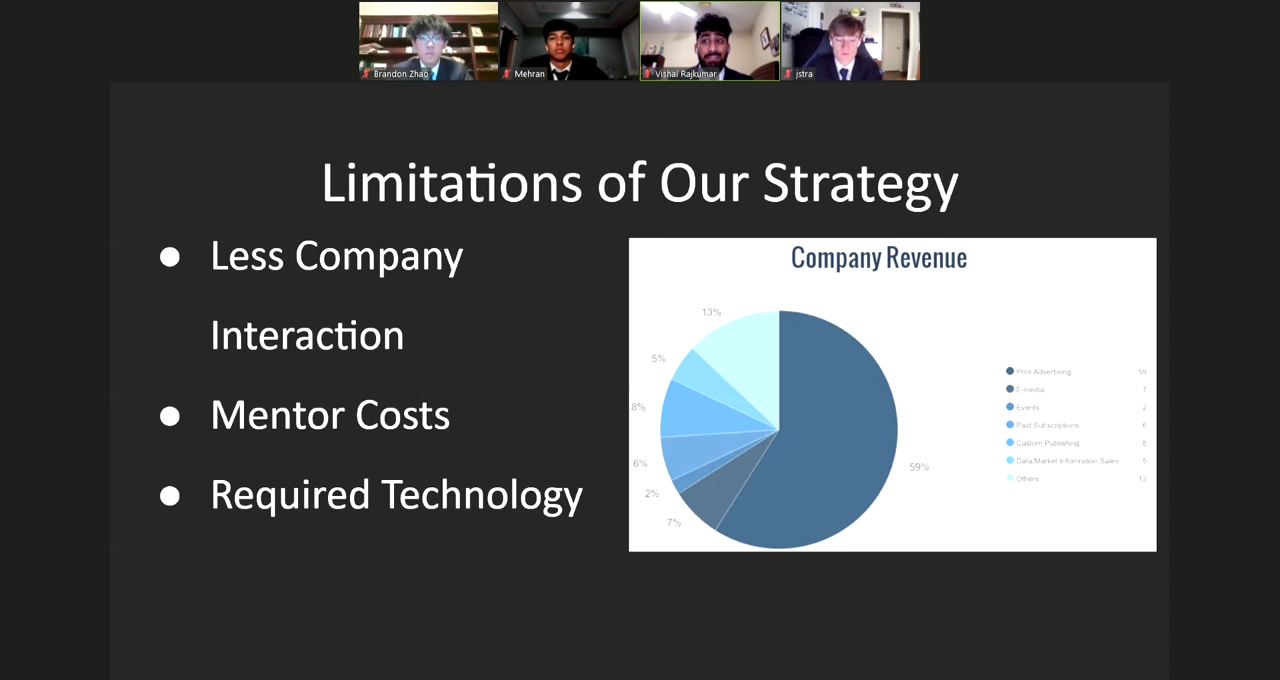 Brandon Zhao
Mehran
Vishal Rajkumar
jstra
Limitations of Our Strategy
● Less Company
Interaction
● Mentor Costs
● Required Technology
Company Revenue
13%
5%
8%
6%
2%
7%
59%
Print Advertising 59
E-media 7
Events 2
Paid Subscriptions 6
Custom Publishing 8
Data/Market Infomration Sales 5
Others 13